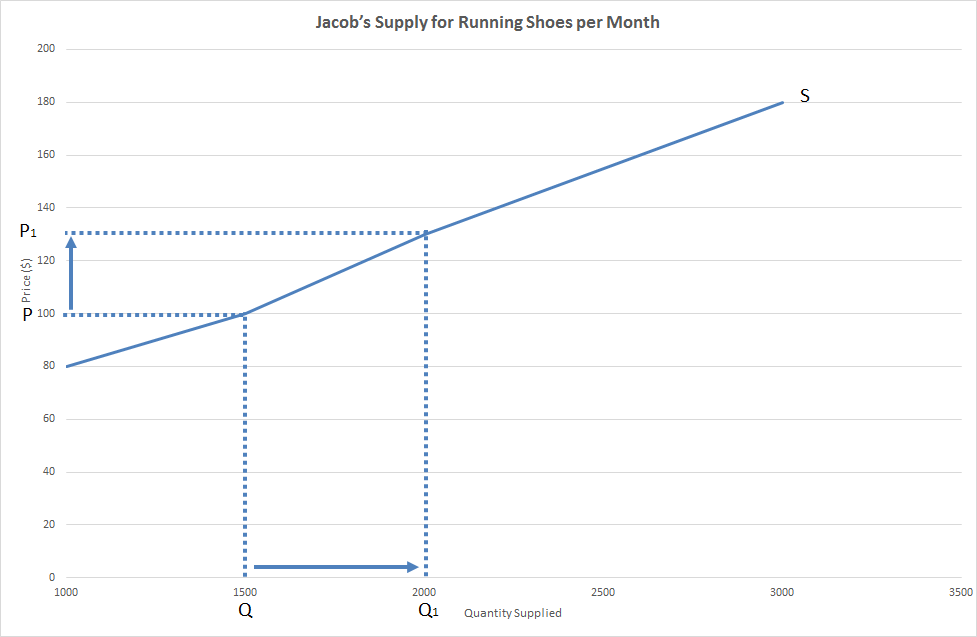 Jacob's Supply for Running Shoes per Month
200
180
S
160
140
P1
120
Price ($)
P
100
80
60
40
20
0
1000 1500 2000 2500 3000 3500
Q Q1 Quantity Supplied